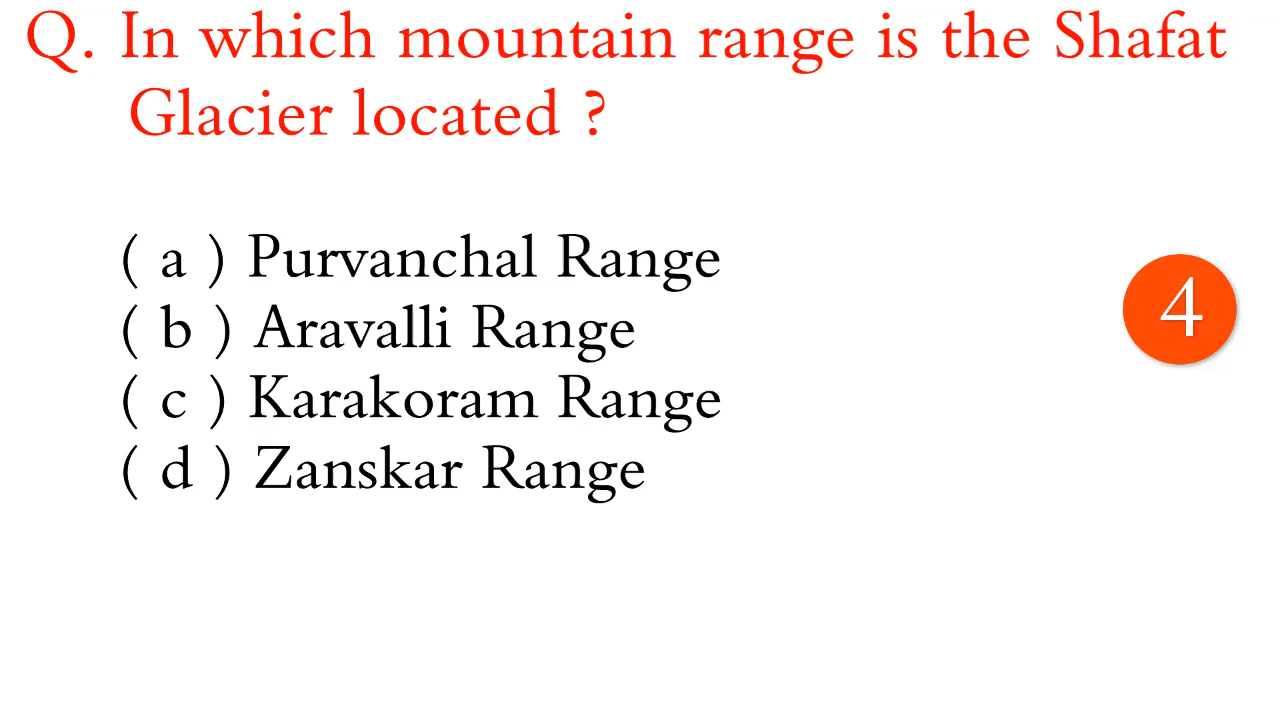 Q. In which mountain range is the Shafat
Glacier located ?
( a ) Purvanchal Range
( b ) Aravalli Range
4
( c ) Karakoram Range
( d ) Zanskar Range